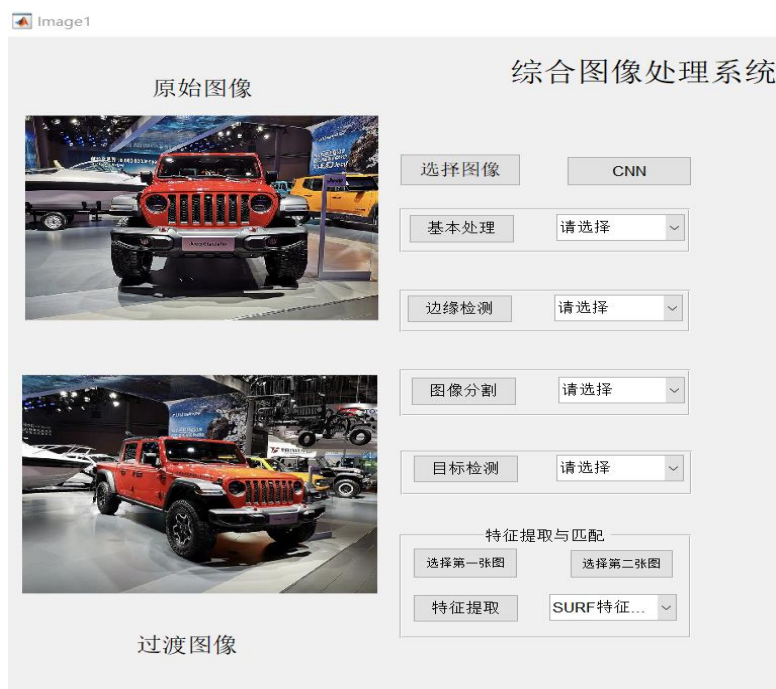 Image1
综合图像处理系统
原始图像
选择图像
CNN
基本处理
请选择
边缘检测
请选择
图像分割
请选择
目标检测
请选择
特征提取与匹配
选择第一张图
选择第二张图
特征提取
SURF特征...
过渡图像